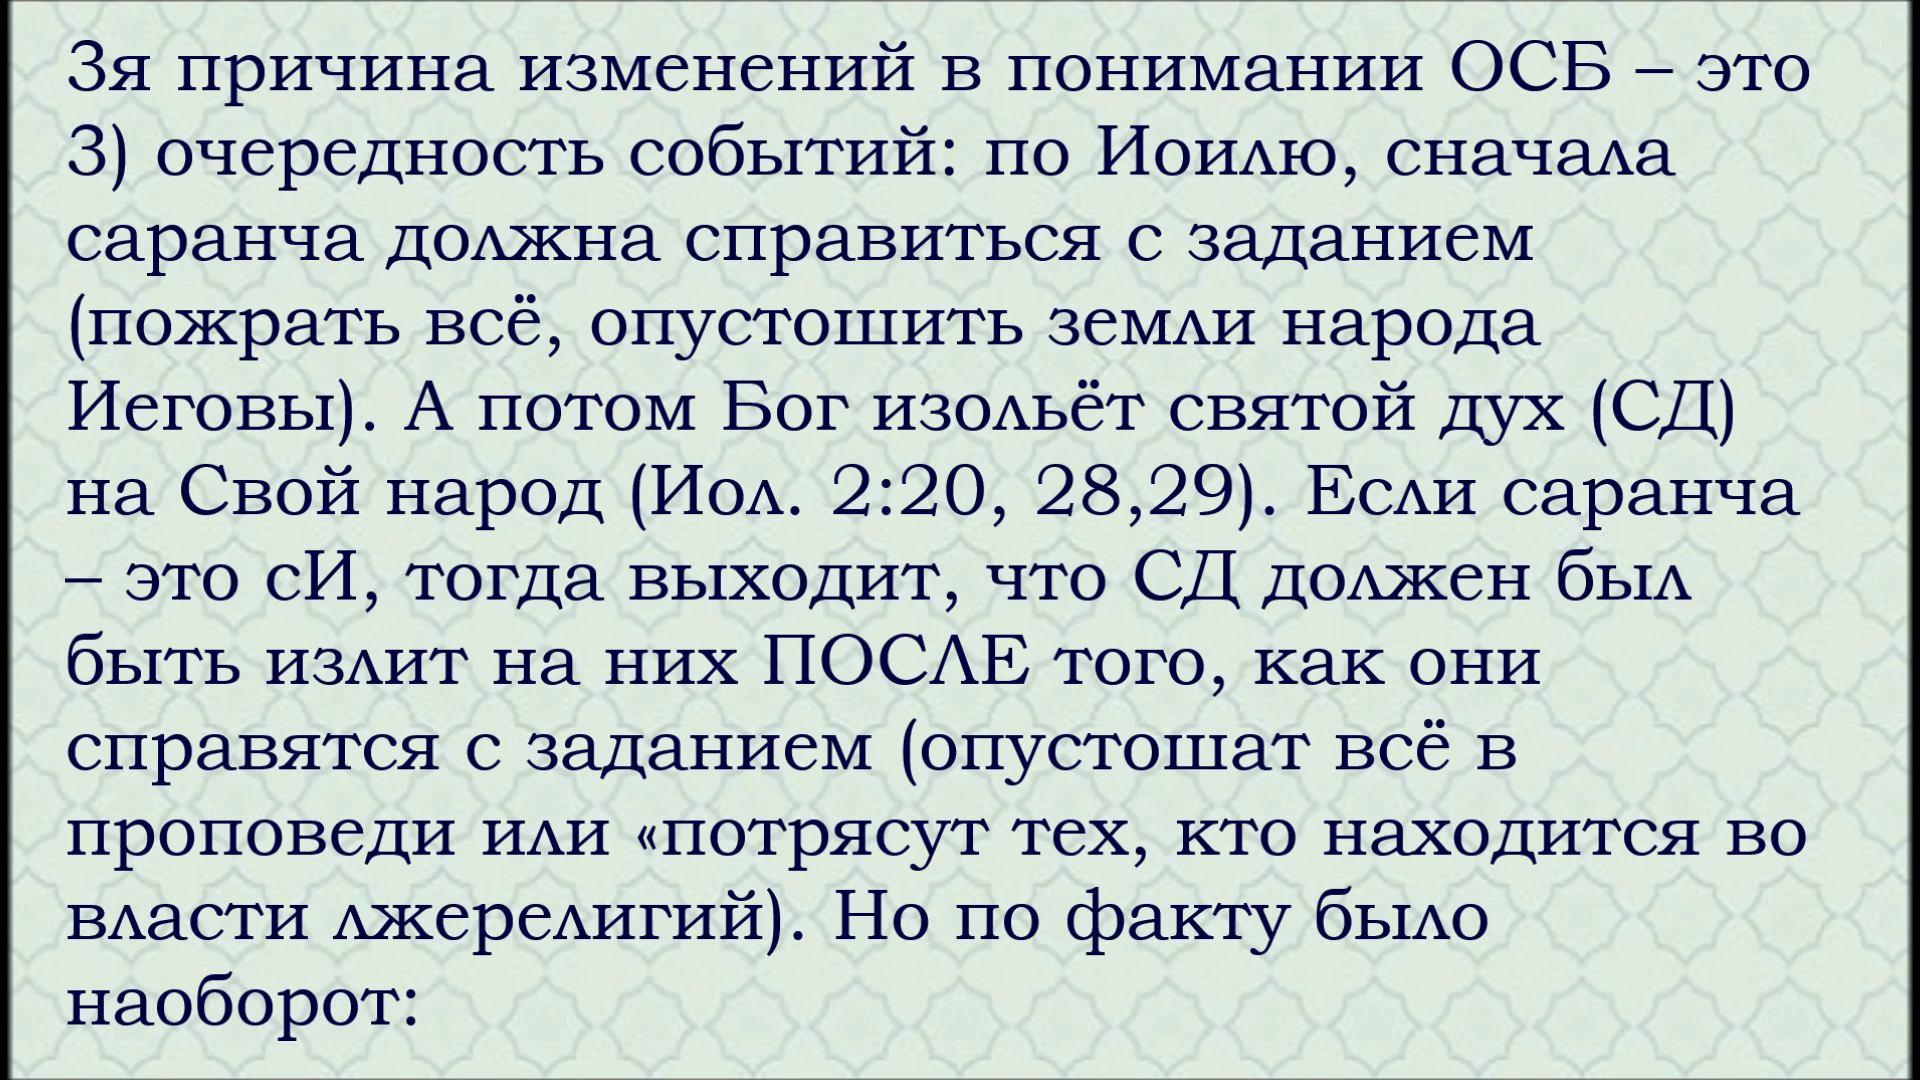 3я причина изменений в понимании ОСБ – это
3) очередность событий: по Иоилю, сначала
саранча должна справиться с заданием
(пожрать всё, опустошить земли народа
Иеговы). А потом Бог изольёт святой дух (СД)
на Свой народ (Иол. 2:20, 28,29). Если саранча
– это сИ, тогда выходит, что СД должен был
быть излит на них ПОСЛЕ того, как они
справятся с заданием (опустошат всё в
проповеди или «потрясут тех, кто находится во
власти лжерелигий). Но по факту было
наоборот: